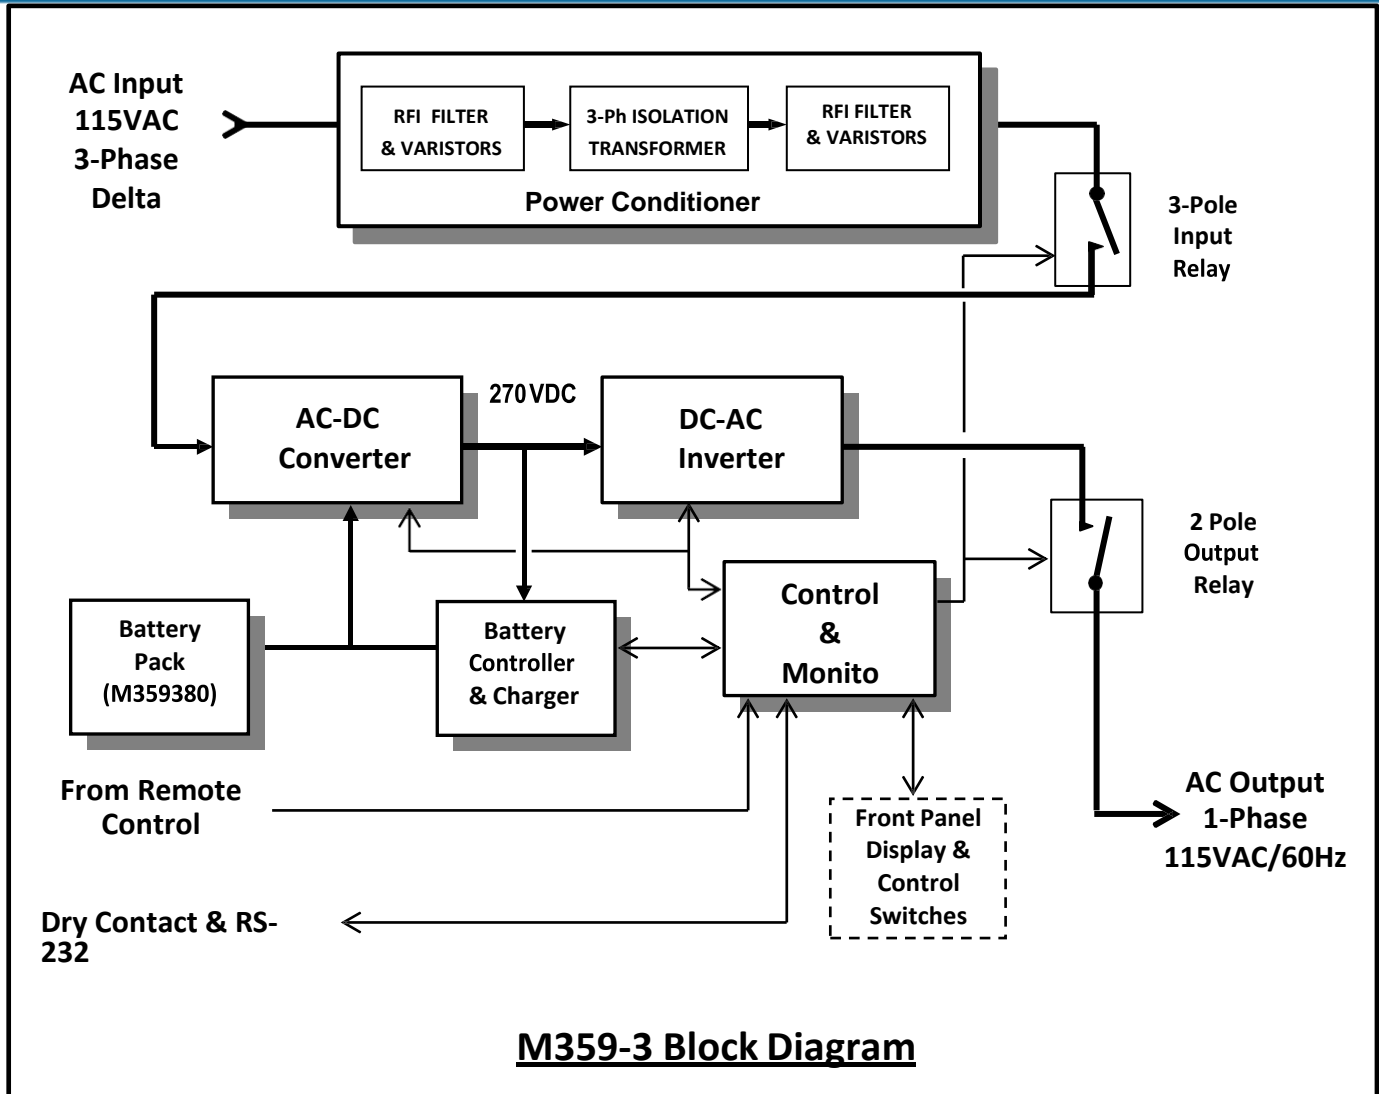 AC Input
115VAC
3-Phase
Delta
RFI FILTER
& VARISTORS
3-Ph ISOLATION
TRANSFORMER
RFI FILTER
& VARISTORS
Power Conditioner
3-Pole
Input
Relay
AC-DC
Converter
270 VDC
DC-AC
Inverter
2 Pole
Output
Relay
Battery
Pack
(M359380)
Battery
Controller
& Charger
Control
&
Monito
From Remote
Control
Front Panel
Display &
Control
Switches
AC Output
1-Phase
115VAC/60Hz
Dry Contact & RS-
232
M359-3 Block Diagram